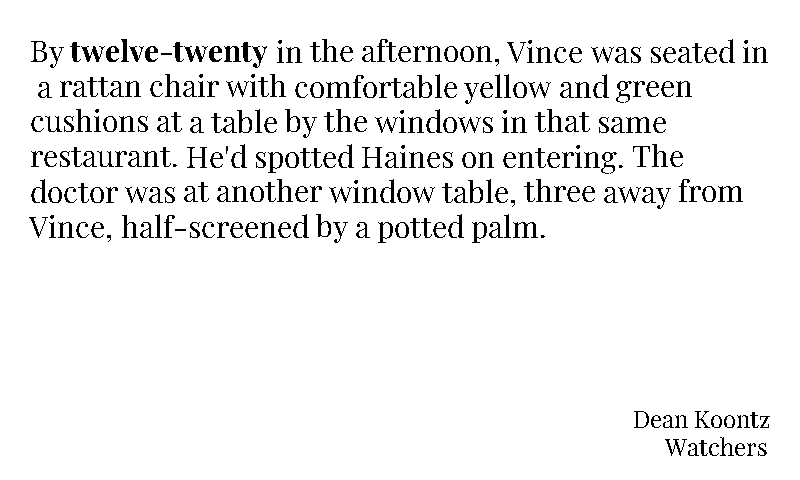 By twelve-twenty in the afternoon, Vince was seated in
a rattan chair with comfortable yellow and green
cushions at a table by the windows in that same
restaurant. He'd spotted Haines on entering. The
doctor was at another window table, three away from
Vince, half-screened by a potted palm.
Dean Koontz
Watchers